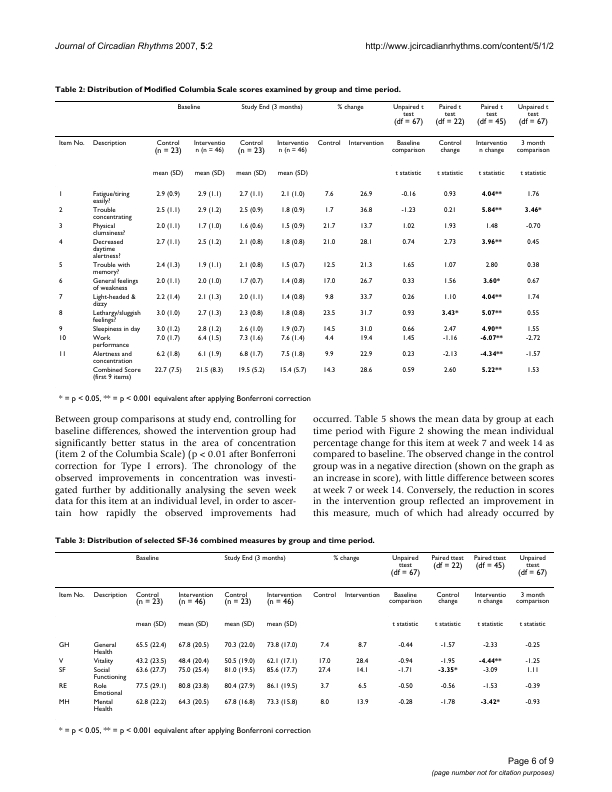 Journal of Circadian Rhythms 2007, 5:2 http://www.jcircadianrhythms.com/content/5/1/2
Table 2: Distribution of Modified Columbia Scale scores examined by group and time period.
Baseline Study End (3 months) % change Unpaired t test (df = 67) Paired t test (df = 22) Paired t test (df = 45) Unpaired t test (df = 67)
Item No. Description Control (n = 23) Interventio n (n = 46) Control (n = 23) Interventio n (n = 46) Control Intervention Baseline comparison Control change Interventio n change 3 month comparison
mean (SD) mean (SD) mean (SD) mean (SD) t statistic t statistic t statistic t statistic
1 Fatigue/tiring easily? 2.9 (0.9) 2.9 (1.1) 2.7 (1.1) 2.1 (1.0) 7.6 26.9 -0.16 0.93 4.04** 1.76
2 Trouble concentrating 2.5 (1.1) 2.9 (1.2) 2.5 (0.9) 1.8 (0.9) 1.7 36.8 -1.23 0.21 5.84** 3.46*
3 Physical clumsiness? 2.0 (1.1) 1.7 (1.0) 1.6 (0.6) 1.5 (0.9) 21.7 13.7 1.02 1.93 1.48 -0.70
4 Decreased daytime alertness? 2.7 (1.1) 2.5 (1.2) 2.1 (0.8) 1.8 (0.8) 21.0 28.1 0.74 2.73 3.96** 0.45
5 Trouble with memory? 2.4 (1.3) 1.9 (1.1) 2.1 (0.8) 1.5 (0.7) 12.5 21.3 1.65 1.07 2.80 0.38
6 General feelings of weakness 2.0 (1.1) 2.0 (1.0) 1.7 (0.7) 1.4 (0.8) 17.0 26.7 0.33 1.56 3.60* 0.67
7 Light-headed & dizzy 2.2 (1.4) 2.1 (1.3) 2.0 (1.1) 1.4 (0.8) 9.8 33.7 0.26 1.10 4.04** 1.74
8 Lethargy/sluggish feelings? 3.0 (1.0) 2.7 (1.3) 2.3 (0.8) 1.8 (0.8) 23.5 31.7 0.93 3.43* 5.07** 0.55
9 Sleepiness in day 3.0 (1.2) 2.8 (1.2) 2.6 (1.0) 1.9 (0.7) 14.5 31.0 0.66 2.47 4.90** 1.55
10 Work performance 7.0 (1.7) 6.4 (1.5) 7.3 (1.6) 7.6 (1.4) 4.4 19.4 1.45 -1.16 -6.07** -2.72
11 Alertness and concentration 6.2 (1.8) 6.1 (1.9) 6.8 (1.7) 7.5 (1.8) 9.9 22.9 0.23 -2.13 -4.34** -1.57
Combined Score (first 9 items) 22.7 (7.5) 21.5 (8.3) 19.5 (5.2) 15.4 (5.7) 14.3 28.6 0.59 2.60 5.22** 1.53
* = p < 0.05, ** = p < 0.001 equivalent after applying Bonferroni correction
Between group comparisons at study end, controlling for
baseline differences, showed the intervention group had
significantly better status in the area of concentration
(item 2 of the Columbia Scale) (p < 0.01 after Bonferroni
correction for Type I errors). The chronology of the
observed improvements in concentration was investi-
gated further by additionally analysing the seven week
data for this item at an individual level, in order to ascer-
tain how rapidly the observed improvements had
occurred. Table 5 shows the mean data by group at each
time period with Figure 2 showing the mean individual
percentage change for this item at week 7 and week 14 as
compared to baseline. The observed change in the control
group was in a negative direction (shown on the graph as
an increase in score), with little difference between scores
at week 7 or week 14. Conversely, the reduction in scores
in the intervention group reflected an improvement in
this measure, much of which had already occurred by
Table 3: Distribution of selected SF-36 combined measures by group and time period.
Baseline Study End (3 months) % change Unpaired ttest (df = 67) Paired ttest (df = 22) Paired ttest (df = 45) Unpaired ttest (df = 67)
Item No. Description Control (n = 23) Intervention (n = 46) Control (n = 23) Intervention (n = 46) Control Intervention Baseline comparison Control change Interventio n change 3 month comparison
mean (SD) mean (SD) mean (SD) mean (SD) t statistic t statistic t statistic t statistic
GH General Health 65.5 (22.4) 67.8 (20.5) 70.3 (22.0) 73.8 (17.0) 7.4 8.7 -0.44 -1.57 -2.33 -0.25
V Vitality 43.2 (23.5) 48.4 (20.4) 50.5 (19.0) 62.1 (17.1) 17.0 28.4 -0.94 -1.95 -4.44** -1.25
SF Social Functioning 63.6 (27.7) 75.0 (25.4) 81.0 (19.5) 85.6 (17.7) 27.4 14.1 -1.71 -3.35* -3.09 1.11
RE Role Emotional 77.5 (29.1) 80.8 (23.8) 80.4 (27.9) 86.1 (19.5) 3.7 6.5 -0.50 -0.56 -1.53 -0.39
MH Mental Health 62.8 (22.2) 64.3 (20.5) 67.8 (16.8) 73.3 (15.8) 8.0 13.9 -0.28 -1.78 -3.42* -0.93
* = p < 0.05, ** = p < 0.001 equivalent after applying Bonferroni correction
Page 6 of 9
(page number not for citation purposes)